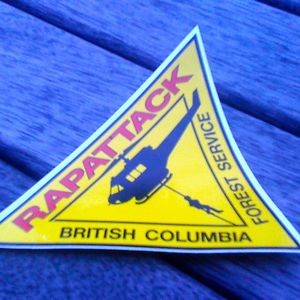 RAPATTACK
BRITISH COLUMBIA
FOREST SERVICE